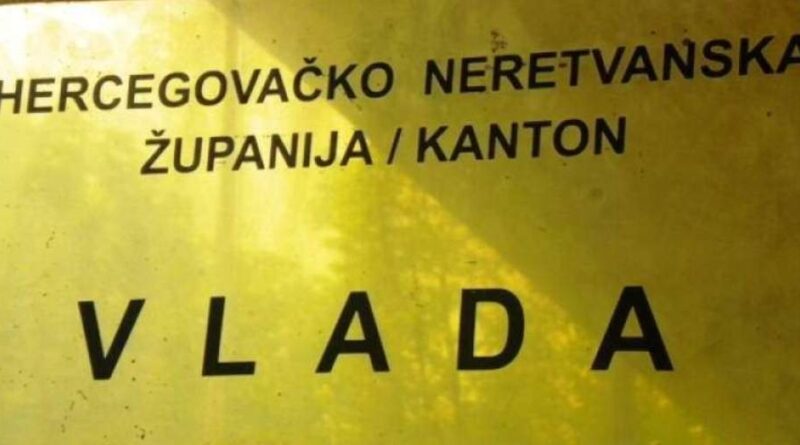 HERCEGOVAČKO NERETVANSKA
ŽUPANIJA / KANTON
VLADA